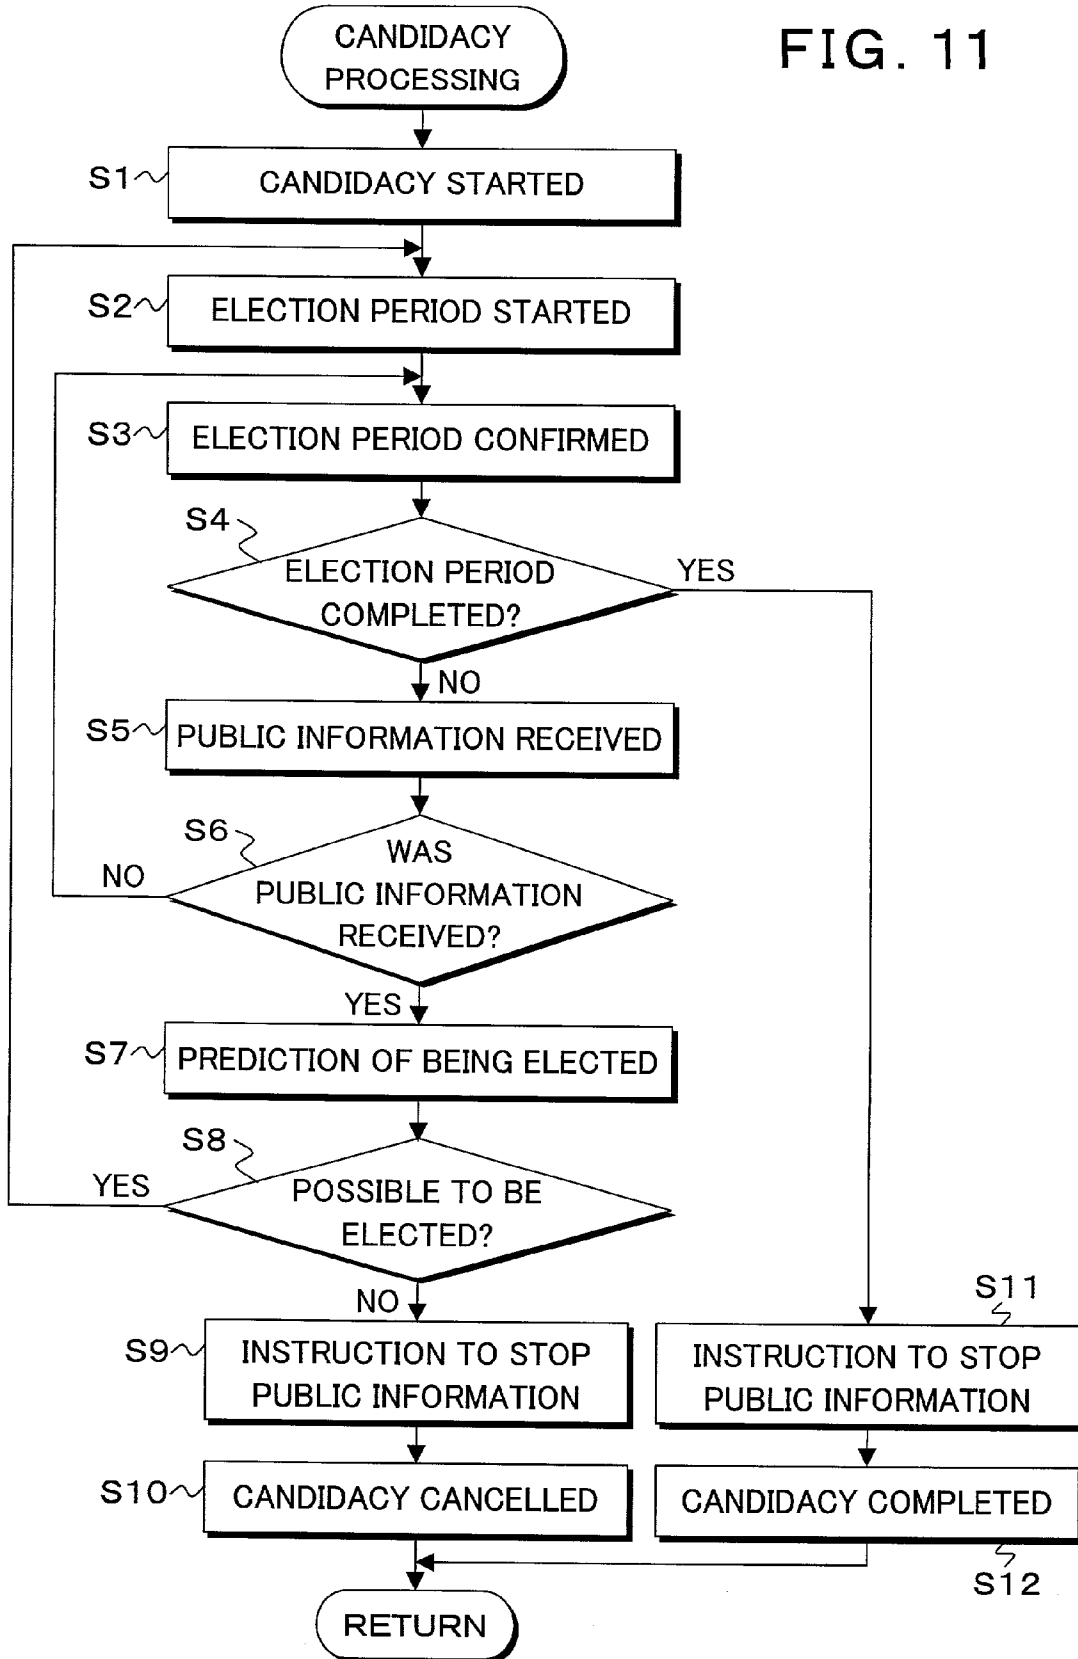 CANDIDACY
PROCESSING
FIG. 11
S1
CANDIDACY STARTED
S2
ELECTION PERIOD STARTED
S3
ELECTION PERIOD CONFIRMED
S4
ELECTION PERIOD
COMPLETED?
YES
NO
S5
PUBLIC INFORMATION RECEIVED
S6
WAS
PUBLIC INFORMATION
RECEIVED?
NO
YES
S7
PREDICTION OF BEING ELECTED
S8
POSSIBLE TO BE
ELECTED?
YES
NO
S9
INSTRUCTION TO STOP
PUBLIC INFORMATION
S11
INSTRUCTION TO STOP
PUBLIC INFORMATION
S10
CANDIDACY CANCELLED
CANDIDACY COMPLETED
S12
RETURN